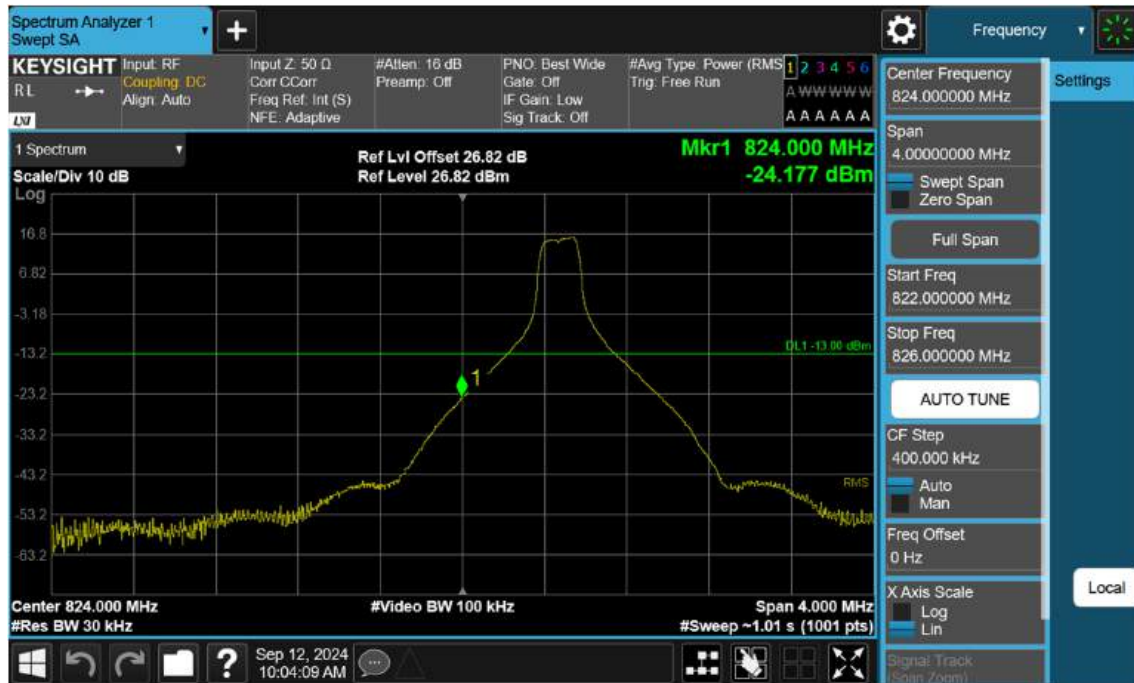 Spectrum Analyzer 1
Swept SA
Frequency
KEYSIGHT
RL
LXI
Input: RF
Coupling: DC
Align: Auto
Input Z: 50 Ω
Corr CCorr
Freq Ref: Int (S)
NFE: Adaptive
#Atten: 16 dB
Preamp: Off
PNO: Best Wide
Gate: Off
IF Gain: Low
Sig Track: Off
#Avg Type: Power (RMS
Trig: Free Run
1 2 3 4 5 6
A W W W W W
A A A A A A
1 Spectrum
Scale/Div 10 dB
Log
Ref Lvl Offset 26.82 dB
Ref Level 26.82 dBm
Mkr1 824.000 MHz
-24.177 dBm
16.8
6.82
-3.18
-13.2
-23.2
-33.2
-43.2
-53.2
-63.2
DL1 -13.00 dBm
1
RMS
Center 824.000 MHz
#Res BW 30 kHz
#Video BW 100 kHz
Span 4.000 MHz
#Sweep ~1.01 s (1001 pts)
Center Frequency
824.000000 MHz
Span
4.00000000 MHz
Swept Span
Zero Span
Full Span
Start Freq
822.000000 MHz
Stop Freq
826.000000 MHz
AUTO TUNE
CF Step
400.000 kHz
Auto
Man
Freq Offset
0 Hz
X Axis Scale
Log
Lin
Signal Track
(Span Zoom)
Settings
Local
?
Sep 12, 2024
10:04:09 AM